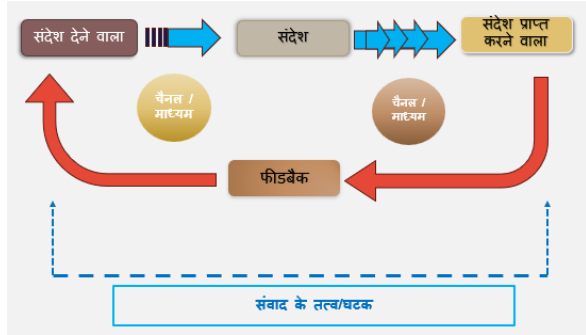 संदेश देने वाला
संदेश
संदेश प्राप्त
करने वाला
चैनल /
माध्यम
चैनल /
माध्यम
फीडबैक
संवाद के तत्व/घटक